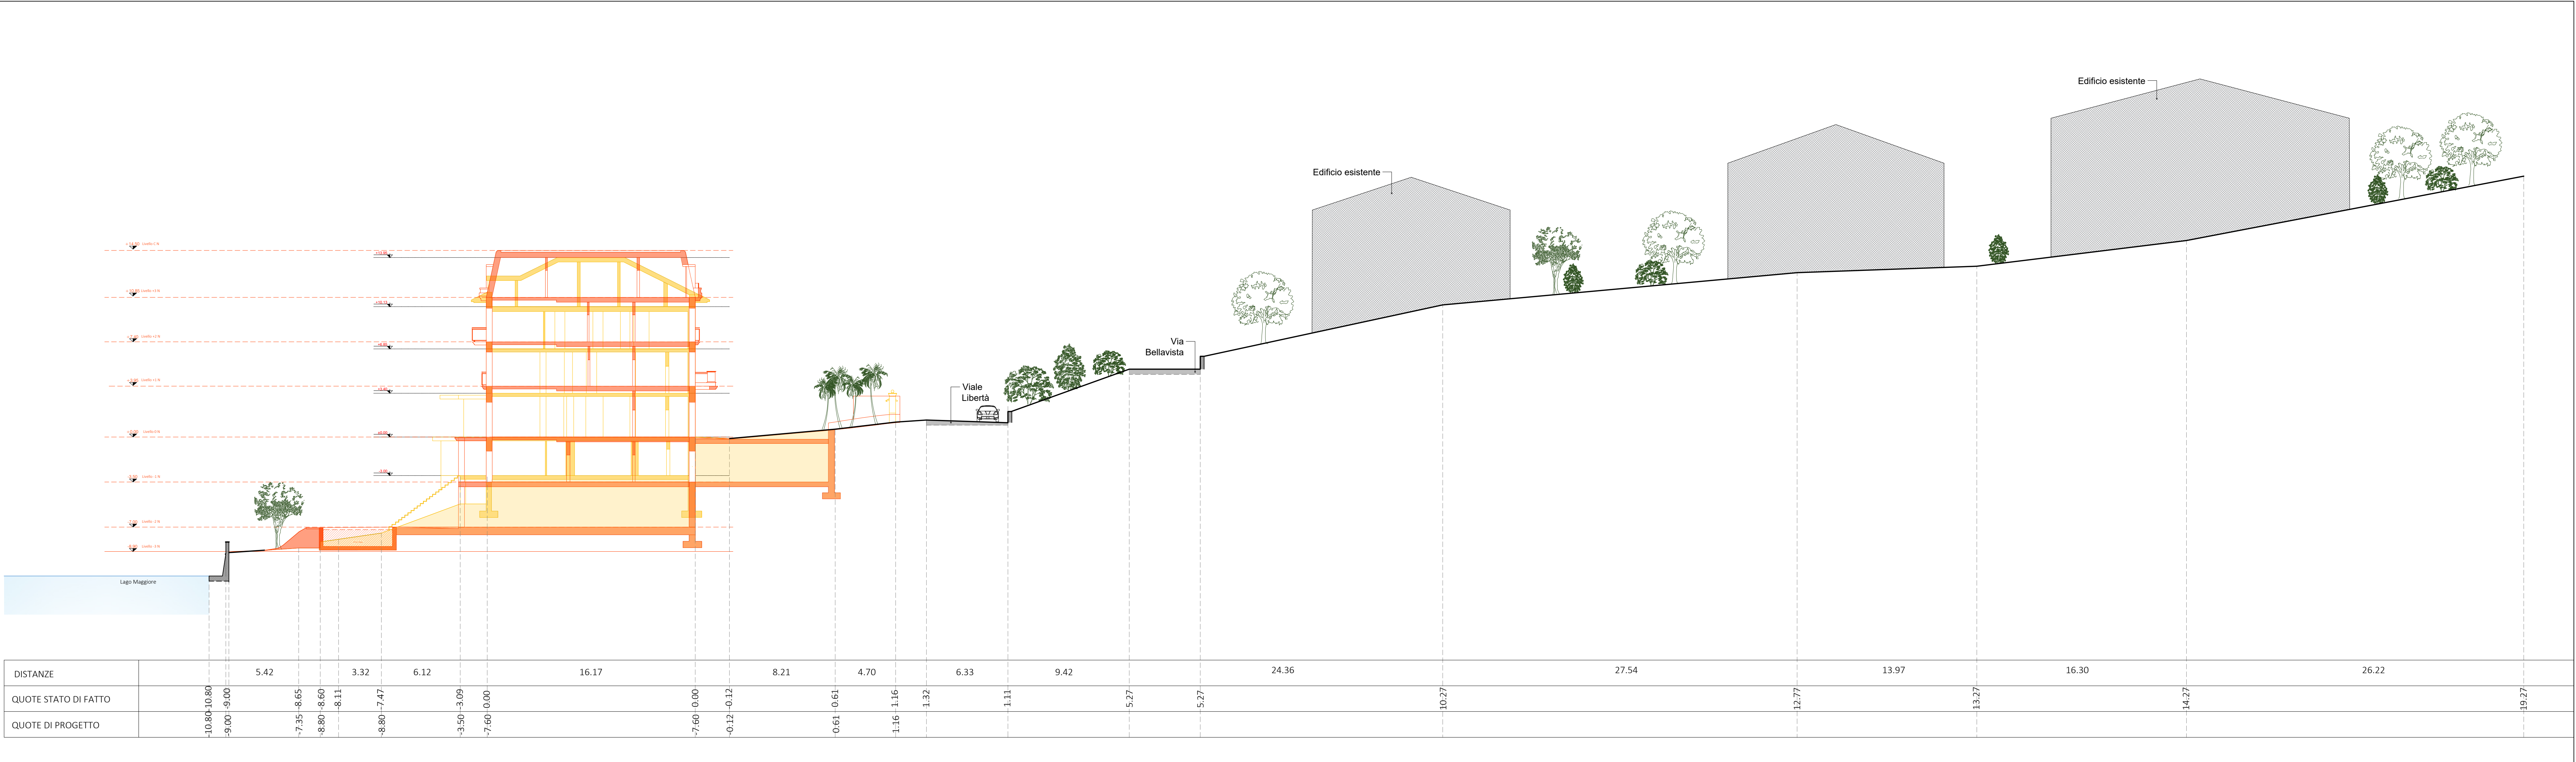 Edificio esistente
Edificio esistente
Viale
Libertà
Via
Bellavista
Lago Maggiore
DISTANZE 5.42 3.32 6.12 16.17 8.21 4.70 6.33 9.42 24.36 27.54 13.97 16.30 26.22
QUOTE STATO DI FATTO -10.80 -10.80 -9.00 -8.65 -8.60 -8.11 -7.47 -3.09 0.00 0.00 -0.12 0.61 1.16 1.32 1.11 5.27 5.27 10.27 12.77 13.27 14.27 19.27
QUOTE DI PROGETTO -10.80 -9.00 -7.35 -8.80 -8.80 -3.50 -7.60 -7.60 -0.12 0.61 1.16